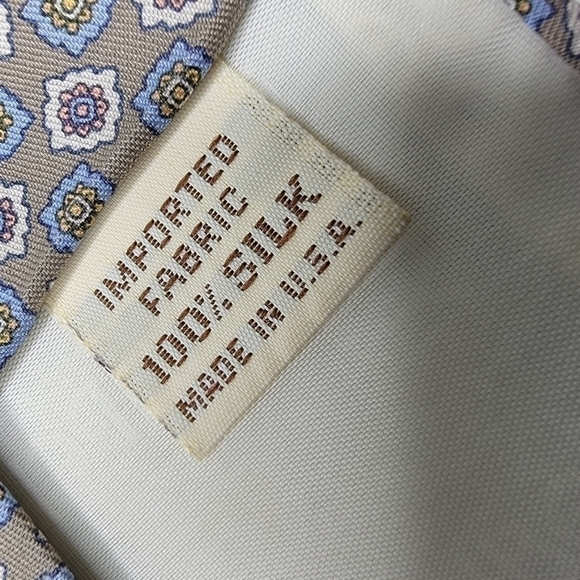 IMPORTED
FABRIC
100% SILK
MADE IN U.S.A.